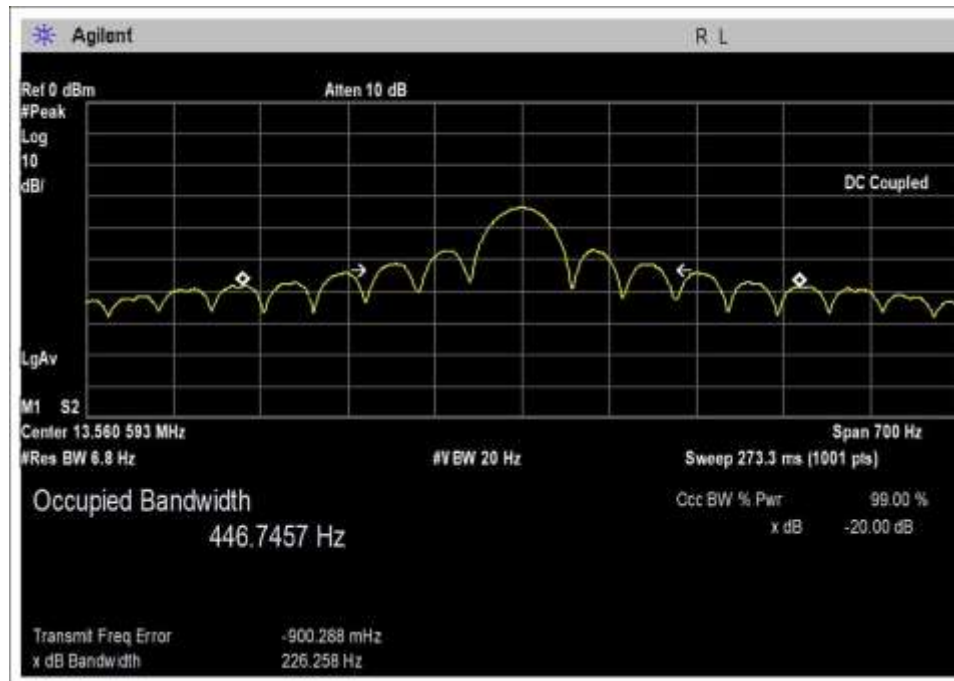 Agilent R L
Ref 0 dBm Atten 10 dB
#Peak
Log
10
dB/
DC Coupled
LgAv
M1 S2
Center 13.560 593 MHz Span 700 Hz
#Res BW 6.8 Hz #VBW 20 Hz Sweep 273.3 ms (1001 pts)
Occupied Bandwidth Occ BW % Pwr 99.00 %
446.7457 Hz x dB -20.00 dB
Transmit Freq Error -900.288 mHz
x dB Bandwidth 226.258 Hz